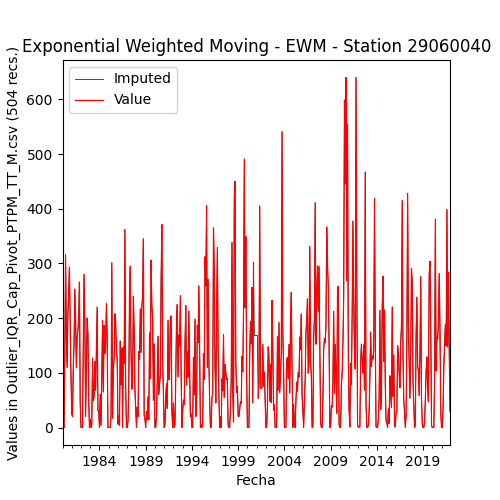 Exponential Weighted Moving - EWM - Station 29060040
Imputed
Value
Values in Outlier_IQR_Cap_Pivot_PTPM_TT_M.csv (504 recs.)
600
500
400
300
200
100
0
1984 1989 1994 1999 2004 2009 2014 2019
Fecha